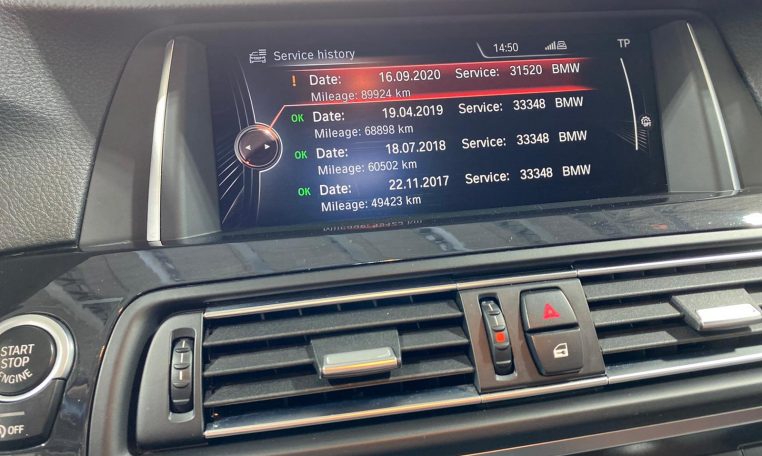 Service history
14:50
TP
! Date: 16.09.2020 Service: 31520 BMW
Mileage: 89924 km
OK Date: 19.04.2019 Service: 33348 BMW
Mileage: 68898 km
OK Date: 18.07.2018 Service: 33348 BMW
Mileage: 60502 km
OK Date: 22.11.2017 Service: 33348 BMW
Mileage: 49423 km
START
STOP
ENGINE
OFF